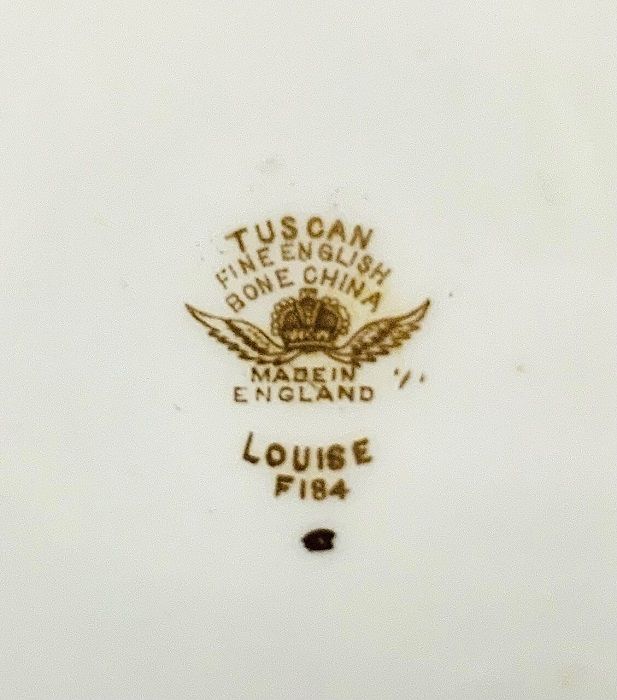 TUSCAN
FINE ENGLISH
BONE CHINA
MADE IN
ENGLAND
LOUISE
F184